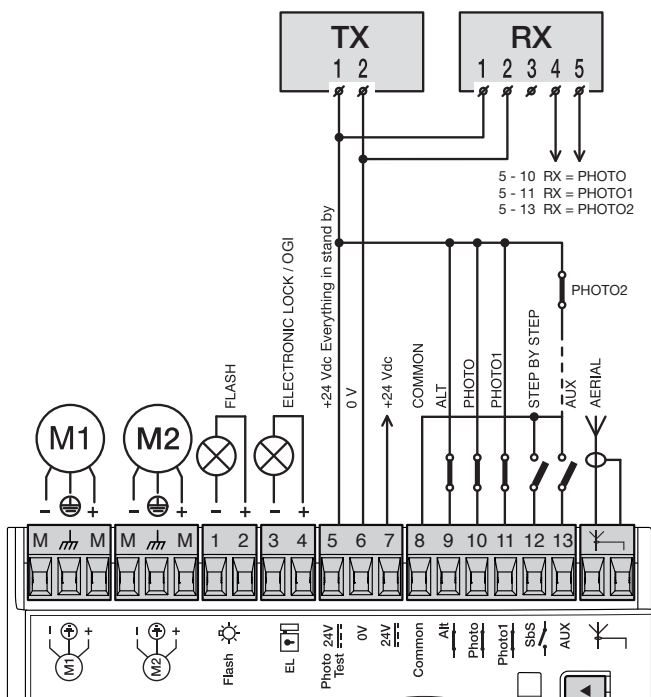 TX
1 2
RX
1 2 3 4 5
5 - 10 RX = PHOTO
5 - 11 RX = PHOTO1
5 - 13 RX = PHOTO2
PHOTO2
FLASH
ELECTRONIC LOCK / OGI
+24 Vdc Everything in stand by
0 V
+24 Vdc
COMMON
ALT
PHOTO
PHOTO1
STEP BY STEP
AUX
AERIAL
M1
M2
- +
- +
- +
- +
M M
M M
1 2
3 4
5 6 7
8 9 10 11 12 13
- +
M1
- +
M2
Flash
EL
Photo Test 24V
0V
24V
Common
Alt
Photo
Photo1
SbS
AUX